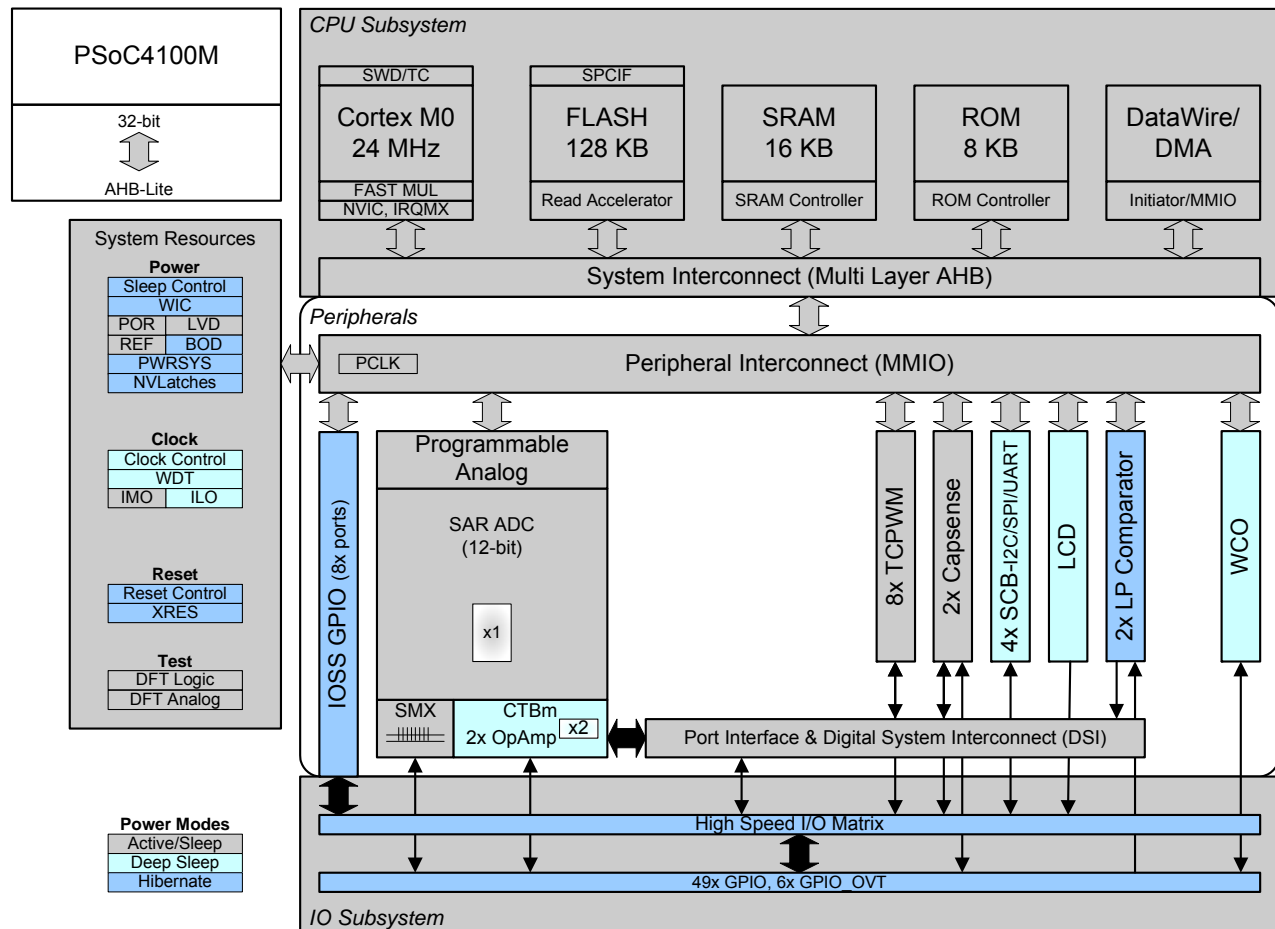 PSoC4100M
32-bit
AHB-Lite
CPU Subsystem
SWD/TC
Cortex M0
24 MHz
FAST MUL
NVIC, IRQMX
SPCIF
FLASH
128 KB
Read Accelerator
SRAM
16 KB
SRAM Controller
ROM
8 KB
ROM Controller
DataWire/
DMA
Initiator/MMIO
System Interconnect (Multi Layer AHB)
System Resources
Power
Sleep Control
WIC
POR LVD
REF BOD
PWRSYS
NVLatches
Clock
Clock Control
WDT
IMO ILO
Reset
Reset Control
XRES
Test
DFT Logic
DFT Analog
Peripherals
PCLK
Peripheral Interconnect (MMIO)
IOSS GPIO (8x ports)
Programmable
Analog
SAR ADC
(12-bit)
x1
SMX
CTBm
2x OpAmp
x2
8x TCPWM
2x Capsense
4x SCB-I2C/SPI/UART
LCD
2x LP Comparator
WCO
Port Interface & Digital System Interconnect (DSI)
High Speed I/O Matrix
49x GPIO, 6x GPIO_OVT
IO Subsystem
Power Modes
Active/Sleep
Deep Sleep
Hibernate